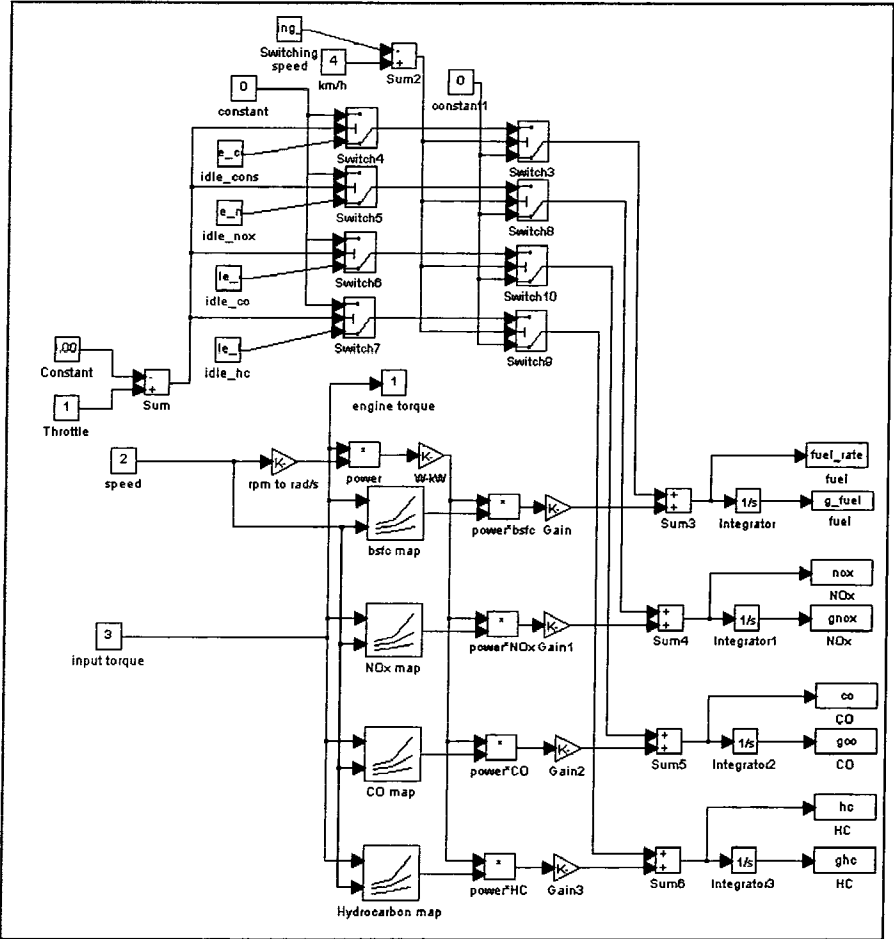 ing_
Switching
speed
-
+
Sum2
4
km/h
0
constant
0
constant1
Switch4
Switch3
e_c
idle_cons
Switch5
Switch8
e_n
idle_nox
Switch6
Switch10
le_
idle_co
Switch7
Switch9
le_
idle_hc
.00
Constant
-
+
Sum
1
Throttle
1
engine torque
2
speed
K-
rpm to rad/s
*
power
K-
W-kW
bsfc map
*
power*bsfc
K-
Gain
+
+
Sum3
1/s
Integrator
fuel_rate
fuel
g_fuel
fuel
3
input torque
NOx map
*
power*NOx
K-
Gain1
+
+
Sum4
1/s
Integrator1
nox
NOx
gnox
NOx
CO map
*
power*CO
K-
Gain2
+
+
Sum5
1/s
Integrator2
co
CO
gco
CO
Hydrocarbon map
*
power*HC
K-
Gain3
+
+
Sum6
1/s
Integrator3
hc
HC
ghc
HC